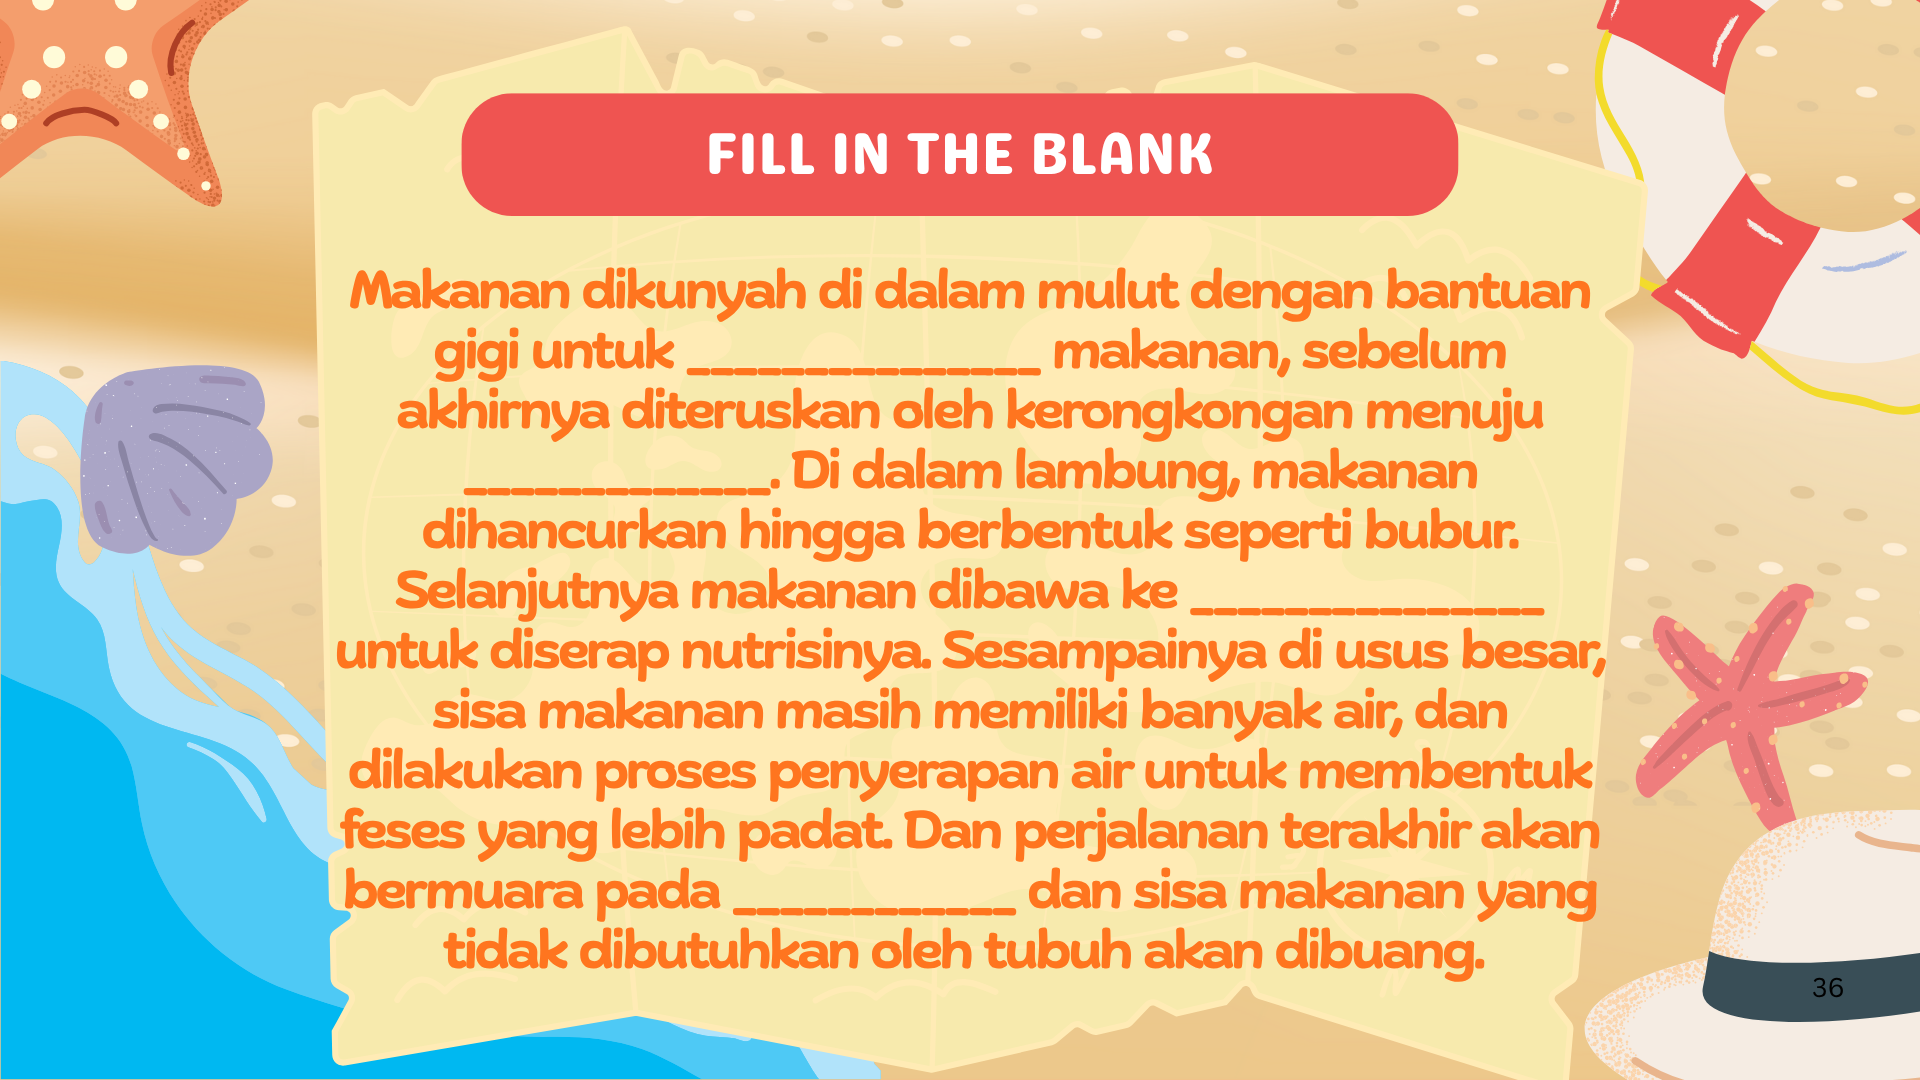 FILL IN THE BLANK
Makanan dikunyah di dalam mulut dengan bantuan
gigi untuk _______________ makanan, sebelum
akhirnya diteruskan oleh kerongkongan menuju
_____________. Di dalam lambung, makanan
dihancurkan hingga berbentuk seperti bubur.
Selanjutnya makanan dibawa ke _______________
untuk diserap nutrisinya. Sesampainya di usus besar,
sisa makanan masih memiliki banyak air, dan
dilakukan proses penyerapan air untuk membentuk
feses yang lebih padat. Dan perjalanan terakhir akan
bermuara pada ____________ dan sisa makanan yang
tidak dibutuhkan oleh tubuh akan dibuang.
36